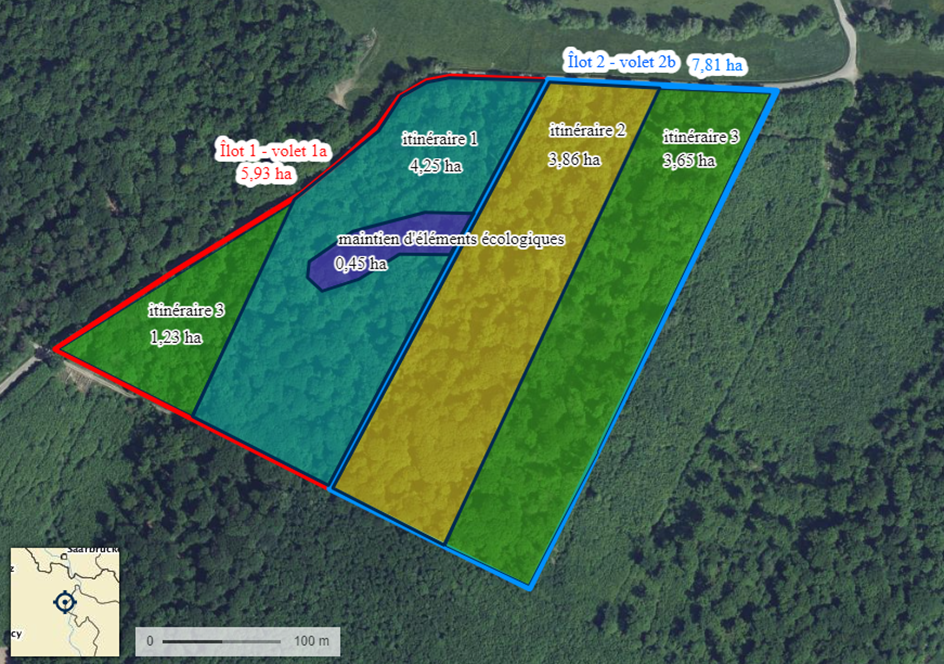 Îlot 2 - volet 2b 7,81 ha
Îlot 1 - volet 1a
5,93 ha
itinéraire 1
4,25 ha
itinéraire 2
3,86 ha
itinéraire 3
3,65 ha
maintien d'éléments écologiques
0,45 ha
itinéraire 3
1,23 ha
Saarbrück
z
cy
0 100 m